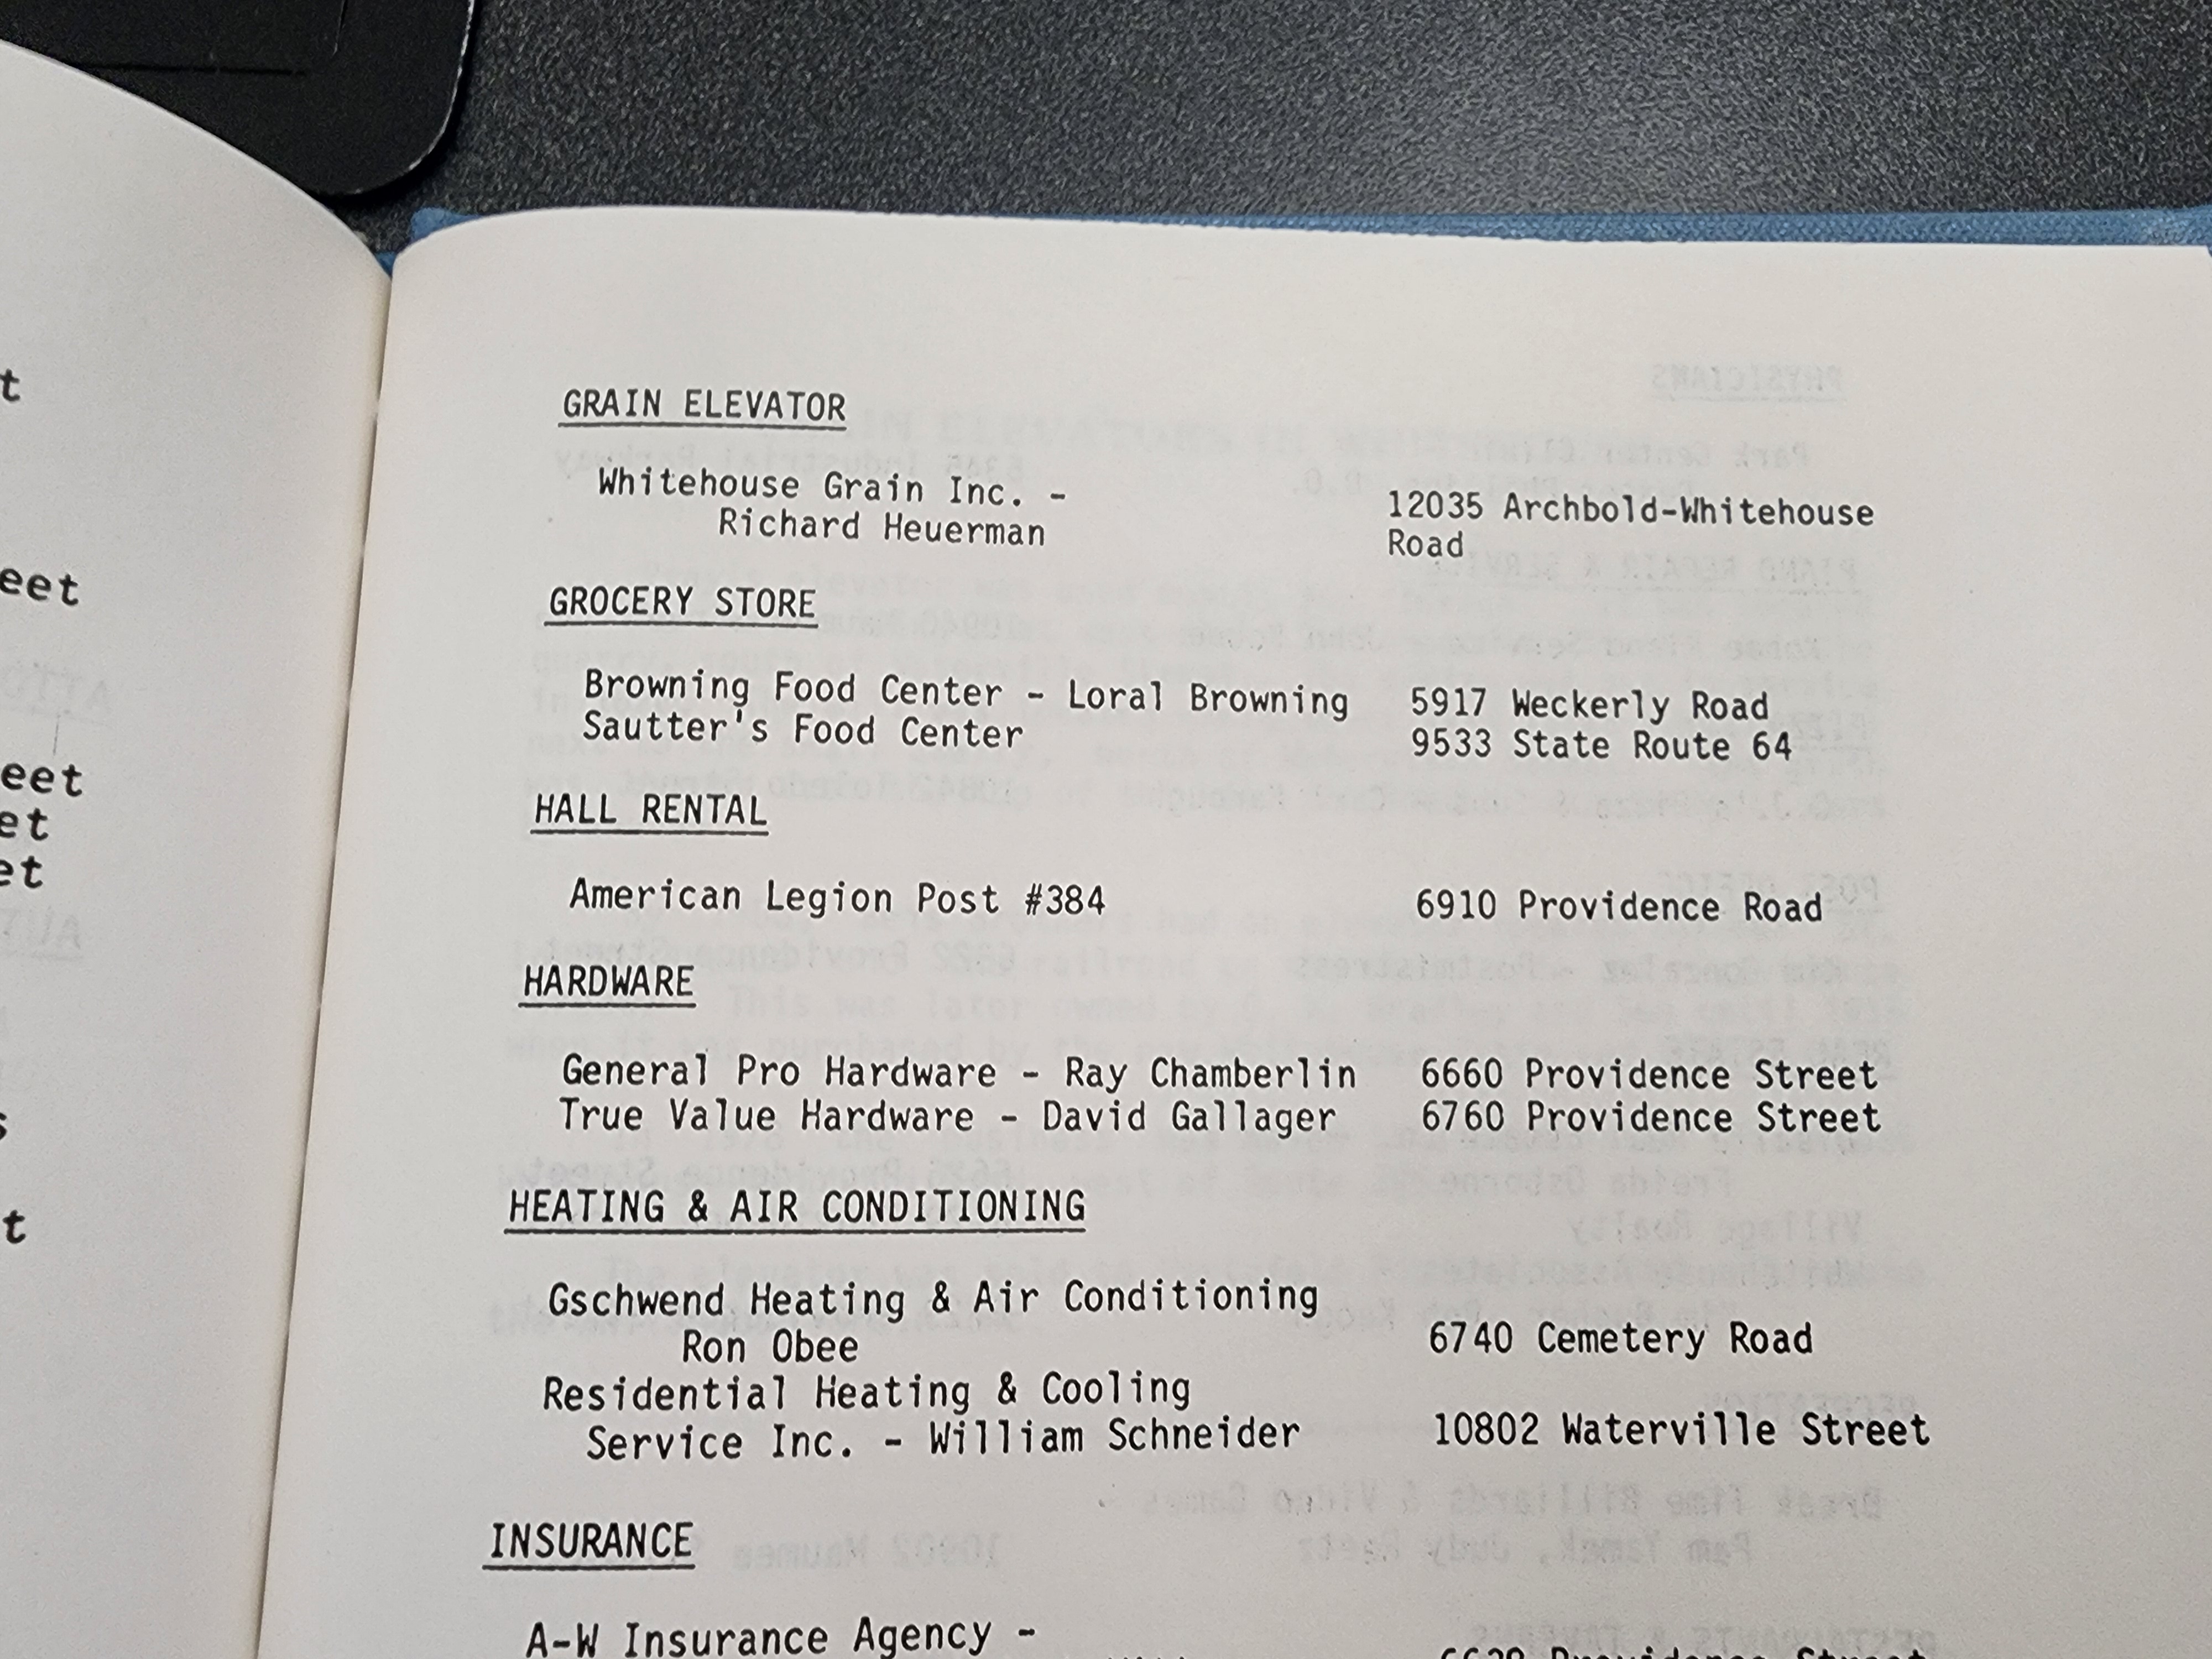 GRAIN ELEVATOR
Whitehouse Grain Inc. -
Richard Heuerman
12035 Archbold-Whitehouse
Road
GROCERY STORE
Browning Food Center - Loral Browning 5917 Weckerly Road
Sautter's Food Center 9533 State Route 64
HALL RENTAL
American Legion Post #384 6910 Providence Road
HARDWARE
General Pro Hardware - Ray Chamberlin 6660 Providence Street
True Value Hardware - David Gallager 6760 Providence Street
HEATING & AIR CONDITIONING
Gschwend Heating & Air Conditioning
Ron Obee 6740 Cemetery Road
Residential Heating & Cooling
Service Inc. - William Schneider 10802 Waterville Street
INSURANCE
A-W Insurance Agency -